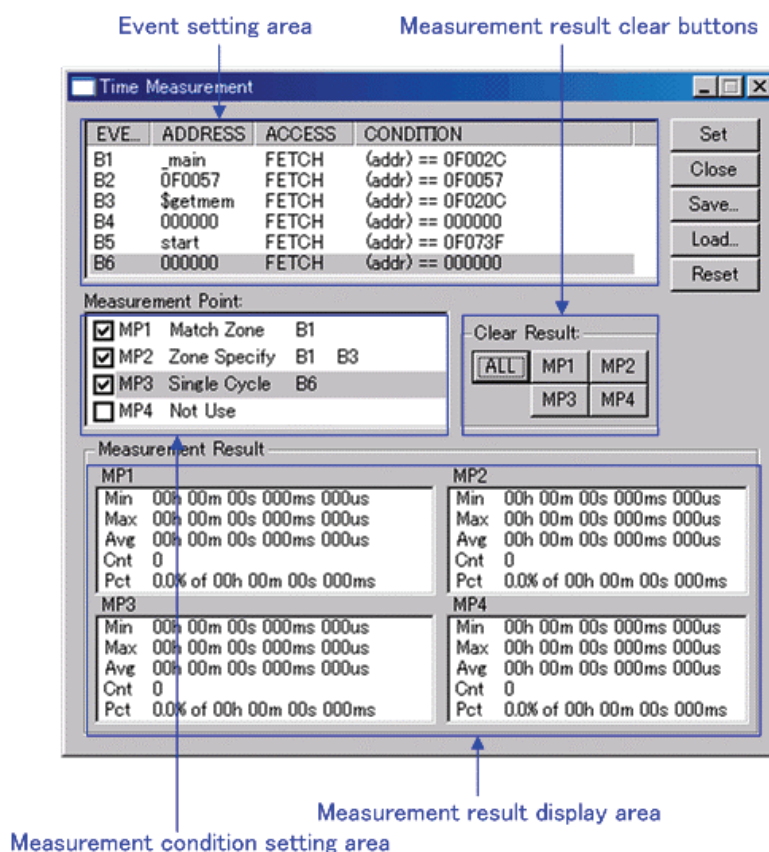 Event setting area
Measurement result clear buttons
Time Measurement
EVE... ADDRESS ACCESS CONDITION
B1 _main FETCH (addr) == 0F002C
B2 0F0057 FETCH (addr) == 0F0057
B3 $getmem FETCH (addr) == 0F020C
B4 000000 FETCH (addr) == 000000
B5 start FETCH (addr) == 0F073F
B6 000000 FETCH (addr) == 000000
Set
Close
Save...
Load...
Reset
Measurement Point:
MP1 Match Zone B1
MP2 Zone Specify B1 B3
MP3 Single Cycle B6
MP4 Not Use
Clear Result:
ALL MP1 MP2
MP3 MP4
Measurement Result
MP1
Min 00h 00m 00s 000ms 000us
Max 00h 00m 00s 000ms 000us
Avg 00h 00m 00s 000ms 000us
Cnt 0
Pct 0.0% of 00h 00m 00s 000ms
MP2
Min 00h 00m 00s 000ms 000us
Max 00h 00m 00s 000ms 000us
Avg 00h 00m 00s 000ms 000us
Cnt 0
Pct 0.0% of 00h 00m 00s 000ms
MP3
Min 00h 00m 00s 000ms 000us
Max 00h 00m 00s 000ms 000us
Avg 00h 00m 00s 000ms 000us
Cnt 0
Pct 0.0% of 00h 00m 00s 000ms
MP4
Min 00h 00m 00s 000ms 000us
Max 00h 00m 00s 000ms 000us
Avg 00h 00m 00s 000ms 000us
Cnt 0
Pct 0.0% of 00h 00m 00s 000ms
Measurement result display area
Measurement condition setting area